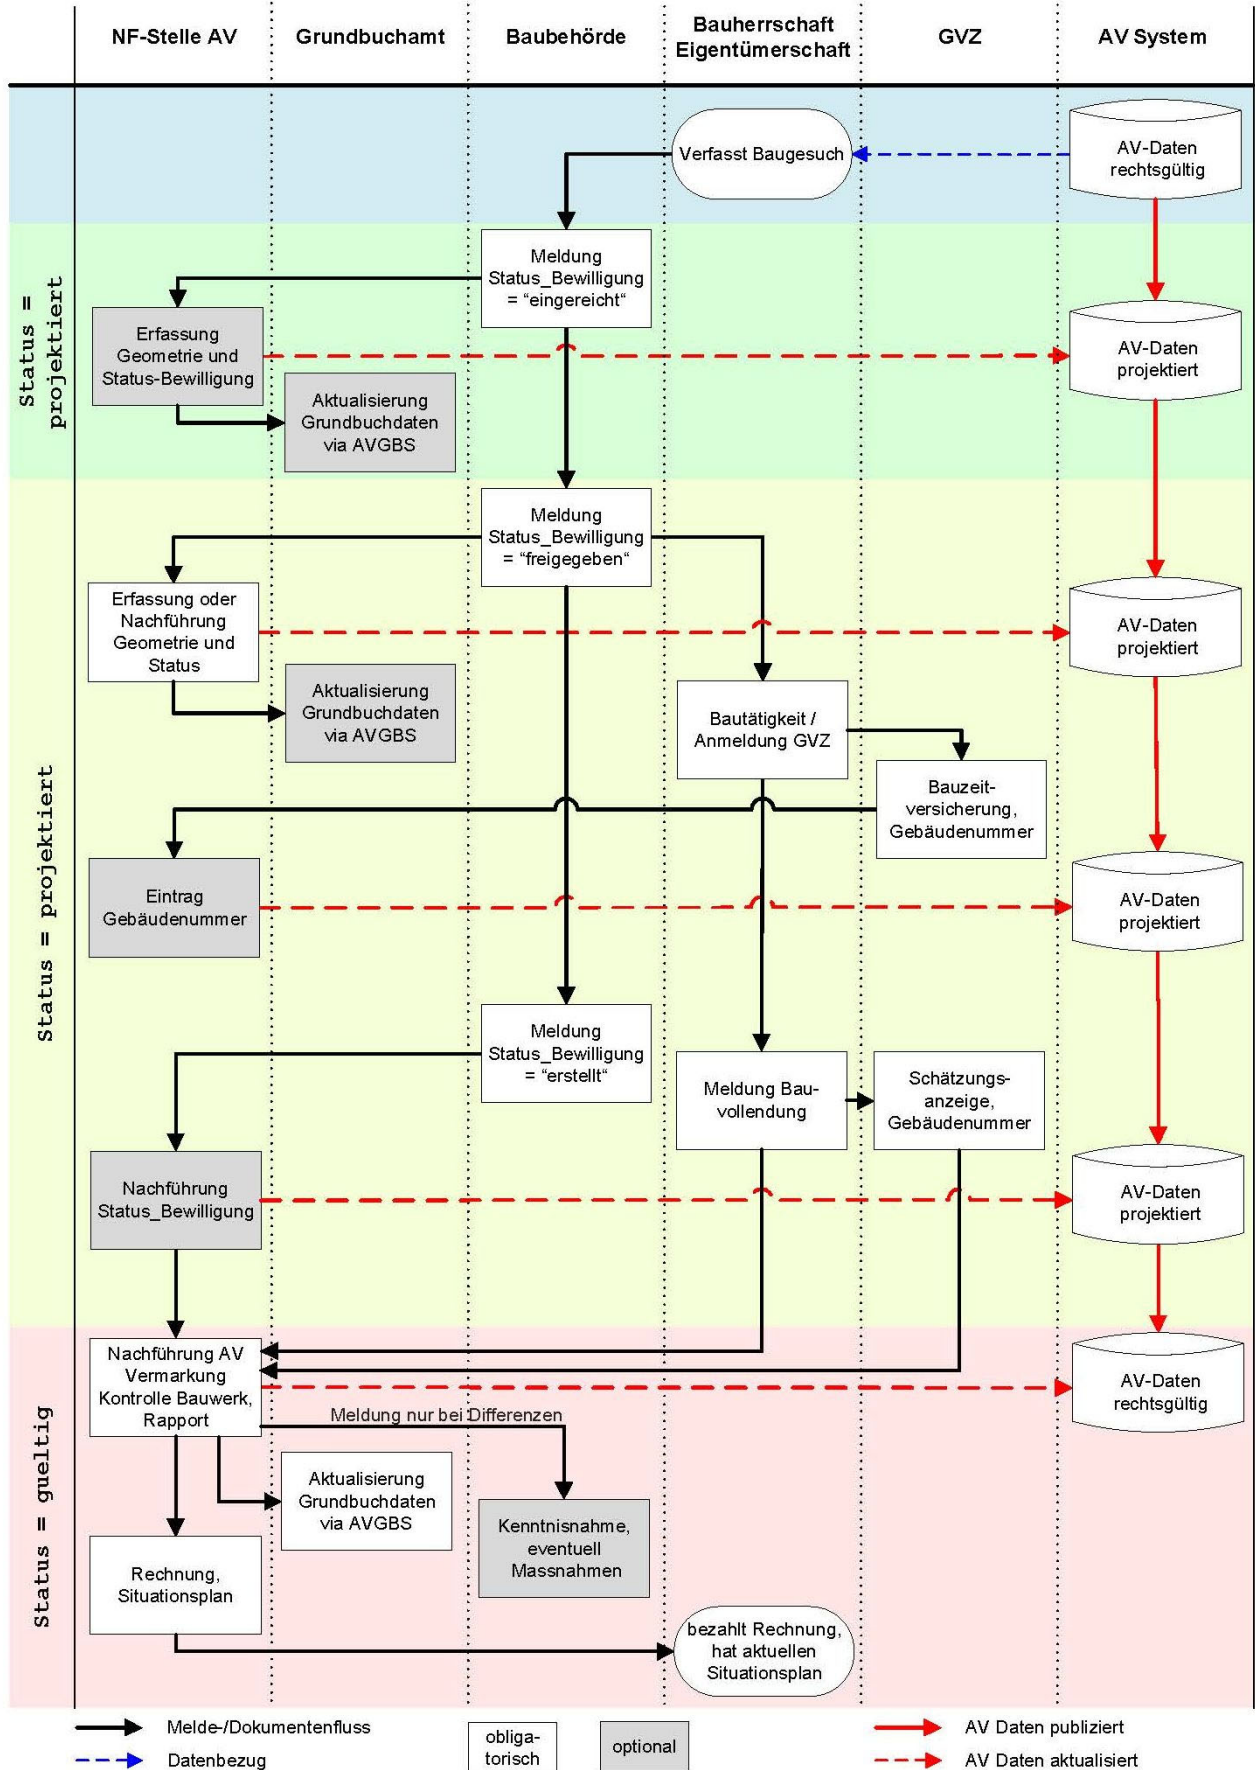 NF-Stelle AV
Grundbuchamt
Baubehörde
Bauherrschaft
Eigentümerschaft
GVZ
AV System
Verfasst Baugesuch
AV-Daten
rechtsgültig
Status =
projektiert
Meldung
Status_Bewilligung
= “eingereicht“
Erfassung
Geometrie und
Status-Bewilligung
AV-Daten
projektiert
Aktualisierung
Grundbuchdaten
via AVGBS
Status = projektiert
Meldung
Status_Bewilligung
= “freigegeben“
Erfassung oder
Nachführung
Geometrie und
Status
AV-Daten
projektiert
Aktualisierung
Grundbuchdaten
via AVGBS
Bautätigkeit /
Anmeldung GVZ
Bauzeit-
versicherung,
Gebäudenummer
Eintrag
Gebäudenummer
AV-Daten
projektiert
Meldung
Status_Bewilligung
= “erstellt“
Meldung Bau-
vollendung
Schätzungs-
anzeige,
Gebäudenummer
Nachführung
Status_Bewilligung
AV-Daten
projektiert
Status = gueltig
Nachführung AV
Vermarkung
Kontrolle Bauwerk,
Rapport
AV-Daten
rechtsgültig
Meldung nur bei Differenzen
Aktualisierung
Grundbuchdaten
via AVGBS
Kenntnisnahme,
eventuell
Massnahmen
Rechnung,
Situationsplan
bezahlt Rechnung,
hat aktuellen
Situationsplan
Melde-/Dokumentenfluss
Datenbezug
obliga-
torisch
optional
AV Daten publiziert
AV Daten aktualisiert